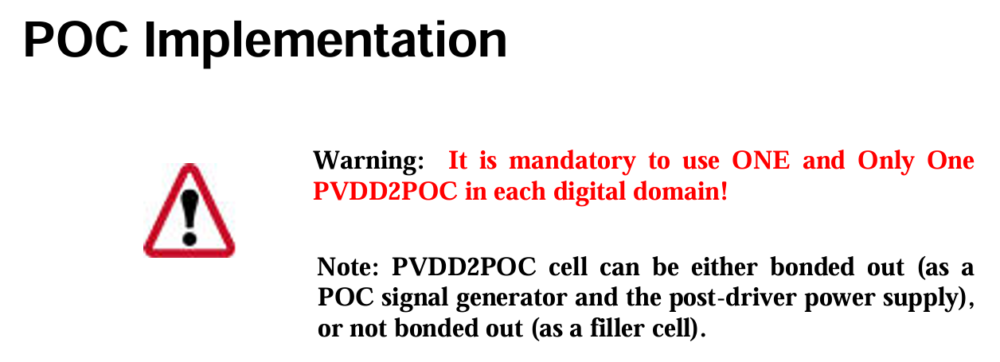 POC Implementation
Warning: It is mandatory to use ONE and Only One
PVDD2POC in each digital domain!
Note: PVDD2POC cell can be either bonded out (as a
POC signal generator and the post-driver power supply),
or not bonded out (as a filler cell).